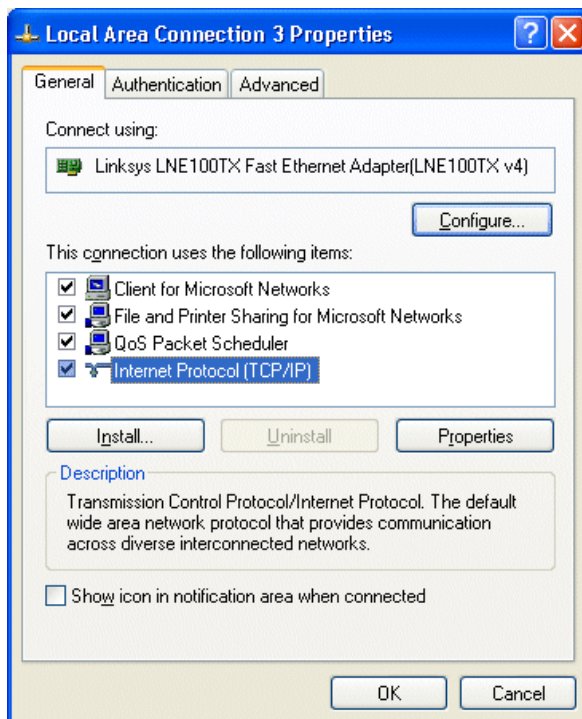 Local Area Connection 3 Properties
General
Authentication
Advanced
Connect using:
Linksys LNE100TX Fast Ethernet Adapter(LNE100TX v4)
Configure...
This connection uses the following items:
Client for Microsoft Networks
File and Printer Sharing for Microsoft Networks
QoS Packet Scheduler
Internet Protocol (TCP/IP)
Install...
Uninstall
Properties
Description
Transmission Control Protocol/Internet Protocol. The default
wide area network protocol that provides communication
across diverse interconnected networks.
Show icon in notification area when connected
OK
Cancel